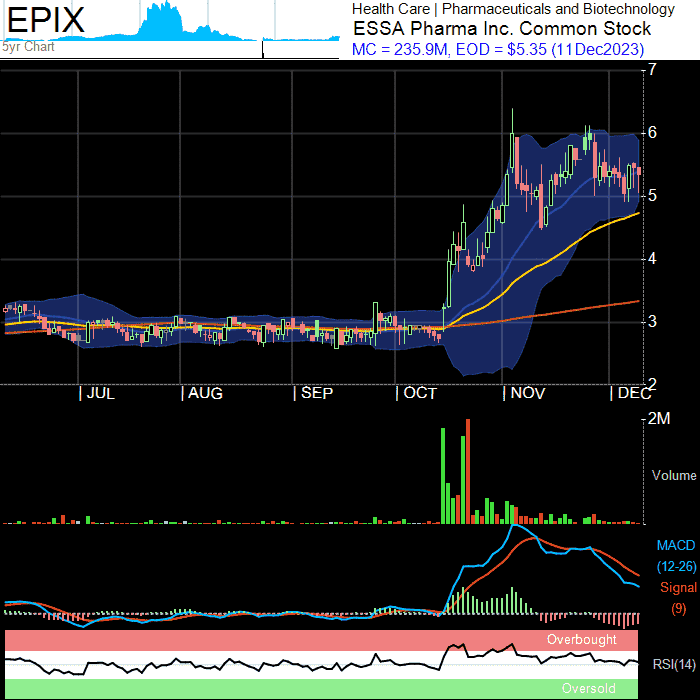 EPIX
5yr Chart
Health Care | Pharmaceuticals and Biotechnology
ESSA Pharma Inc. Common Stock
MC = 235.9M, EOD = $5.35 (11Dec2023)
7
6
5
4
3
2
| JUL | AUG | SEP | OCT | NOV | DEC
2M
Volume
MACD
(12-26)
Signal
(9)
Overbought
RSI(14)
Oversold